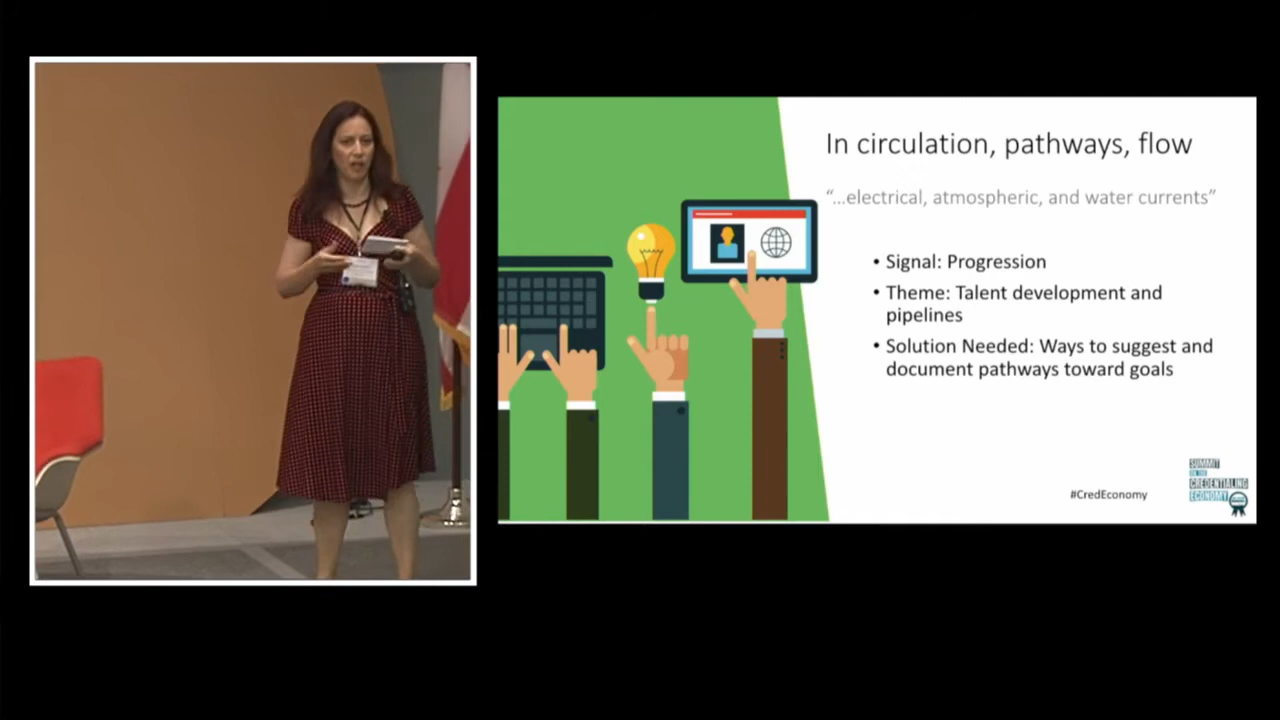 In circulation, pathways, flow
“…electrical, atmospheric, and water currents”
• Signal: Progression
• Theme: Talent development and
pipelines
• Solution Needed: Ways to suggest and
document pathways toward goals
#CredEconomy
SUMMIT
ON THE
CREDENTIALING
ECONOMY